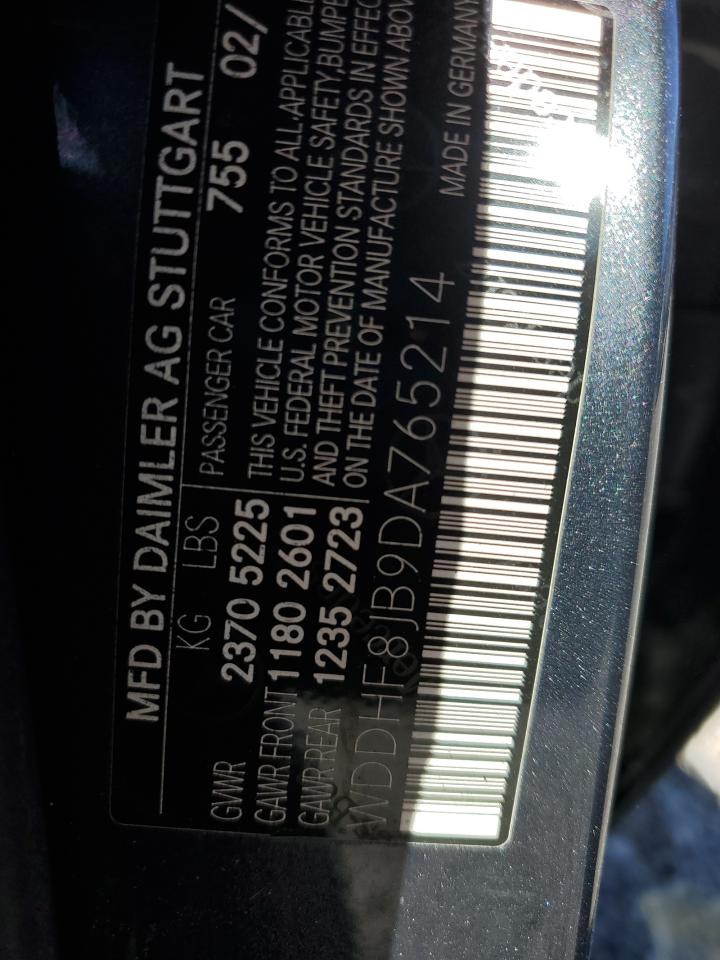 MFD BY DAIMLER AG STUTTGART
KG LBS PASSENGER CAR 755 02/
GWR 2370 5225 THIS VEHICLE CONFORMS TO ALL APPLICABLE
GAWR FRONT 1180 2601 U.S. FEDERAL MOTOR VEHICLE SAFETY, BUMPE
GAWR REAR 1235 2723 AND THEFT PREVENTION STANDARDS IN EFFEC
ON THE DATE OF MANUFACTURE SHOWN ABOV
WDDHF8JB9DA765214
MADE IN GERMANY